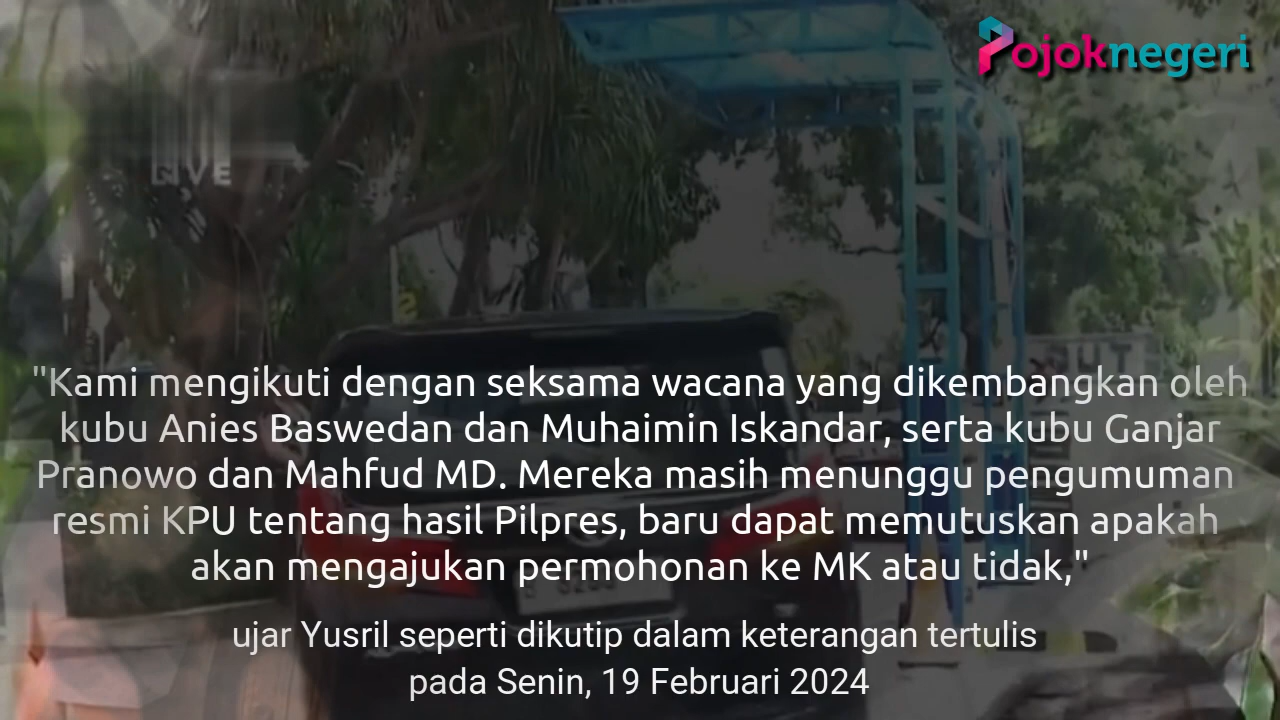 Pojoknegeri
LIVE
"Kami mengikuti dengan seksama wacana yang dikembangkan oleh
kubu Anies Baswedan dan Muhaimin Iskandar, serta kubu Ganjar
Pranowo dan Mahfud MD. Mereka masih menunggu pengumuman
resmi KPU tentang hasil Pilpres, baru dapat memutuskan apakah
akan mengajukan permohonan ke MK atau tidak,"
ujar Yusril seperti dikutip dalam keterangan tertulis
pada Senin, 19 Februari 2024